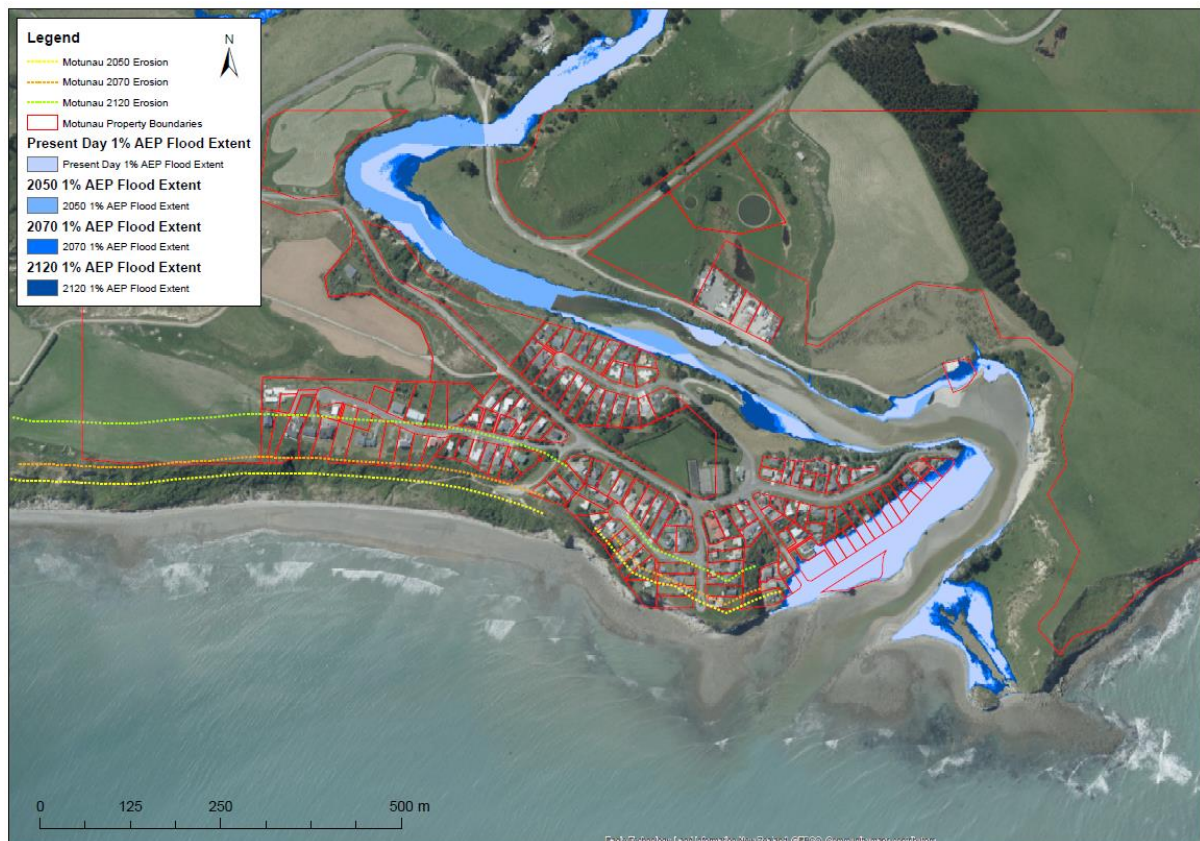 Legend
N
Motunau 2050 Erosion
Motunau 2070 Erosion
Motunau 2120 Erosion
Motunau Property Boundaries
Present Day 1% AEP Flood Extent
Present Day 1% AEP Flood Extent
2050 1% AEP Flood Extent
2050 1% AEP Flood Extent
2070 1% AEP Flood Extent
2070 1% AEP Flood Extent
2120 1% AEP Flood Extent
2120 1% AEP Flood Extent
0 125 250 500 m